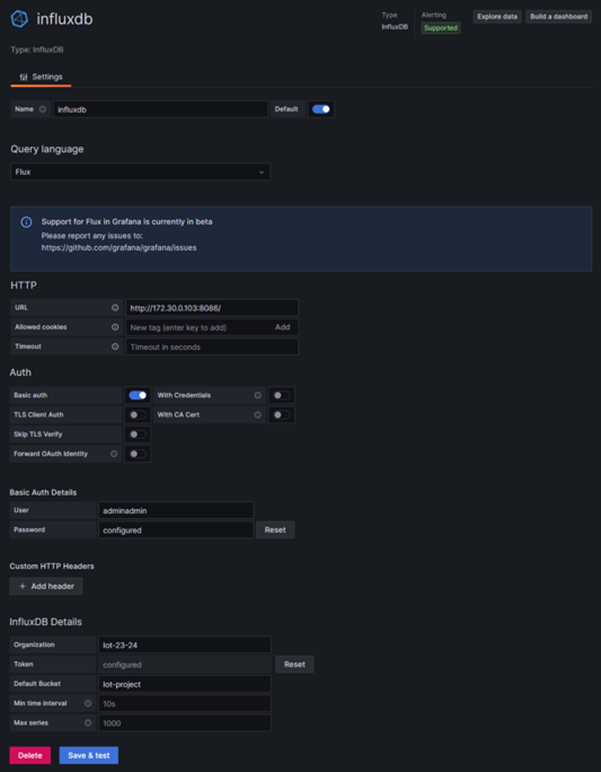 influxdb
Type
InfluxDB
Alerting
Supported
Explore data
Build a dashboard
Type: InfluxDB
Settings
Name influxdb Default
Query language
Flux
Support for Flux in Grafana is currently in beta
Please report any issues to:
https://github.com/grafana/grafana/issues
HTTP
URL http://172.30.0.103:8086/
Allowed cookies New tag (enter key to add) Add
Timeout Timeout in seconds
Auth
Basic auth With Credentials
TLS Client Auth With CA Cert
Skip TLS Verify
Forward OAuth Identity
Basic Auth Details
User adminadmin
Password configured Reset
Custom HTTP Headers
+ Add header
InfluxDB Details
Organization Iot-23-24
Token configured Reset
Default Bucket Iot-project
Min time interval 10s
Max series 1000
Delete Save & test